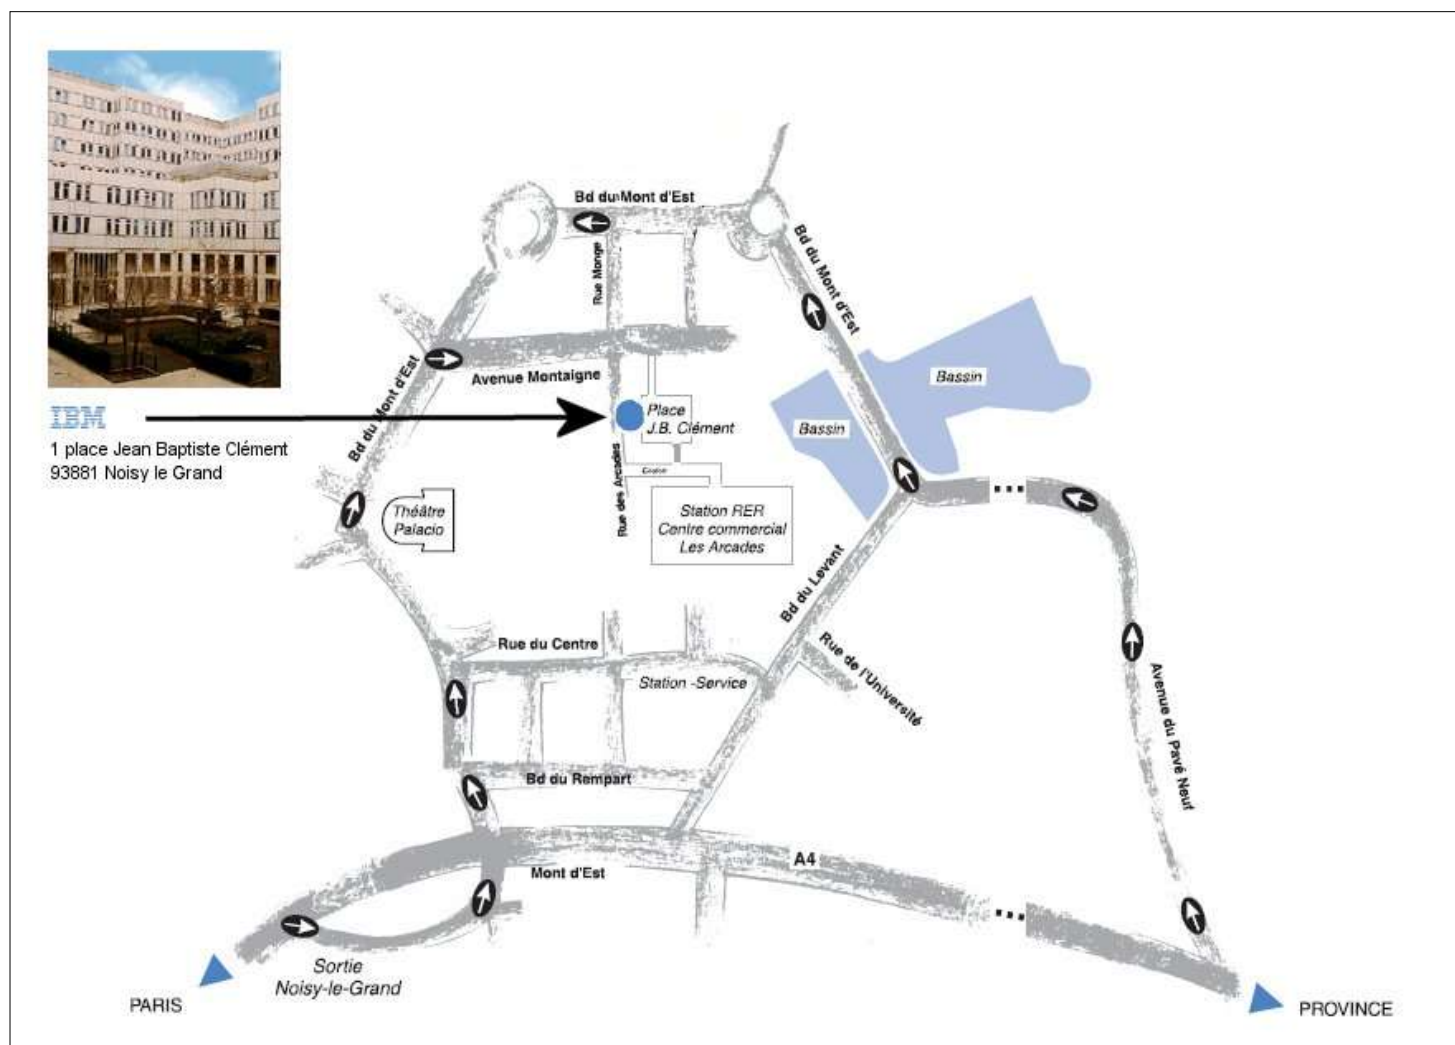 Bd du Mont d'Est
Bd du Mont d'Est
Rue Monge
Bassin
Avenue Montaigne
Bd du Mont d'Est
IBM
Place
J.B. Clément
Bassin
1 place Jean Baptiste Clément
93881 Noisy le Grand
Rue des Arcades
Théâtre
Palacio
Station RER
Centre commercial
Les Arcades
Bd du Levant
Rue du Centre
Rue de l'Université
Station -Service
Avenue du Pavé Neuf
Bd du Rempart
A4
Mont d'Est
Sortie
Noisy-le-Grand
PARIS
PROVINCE